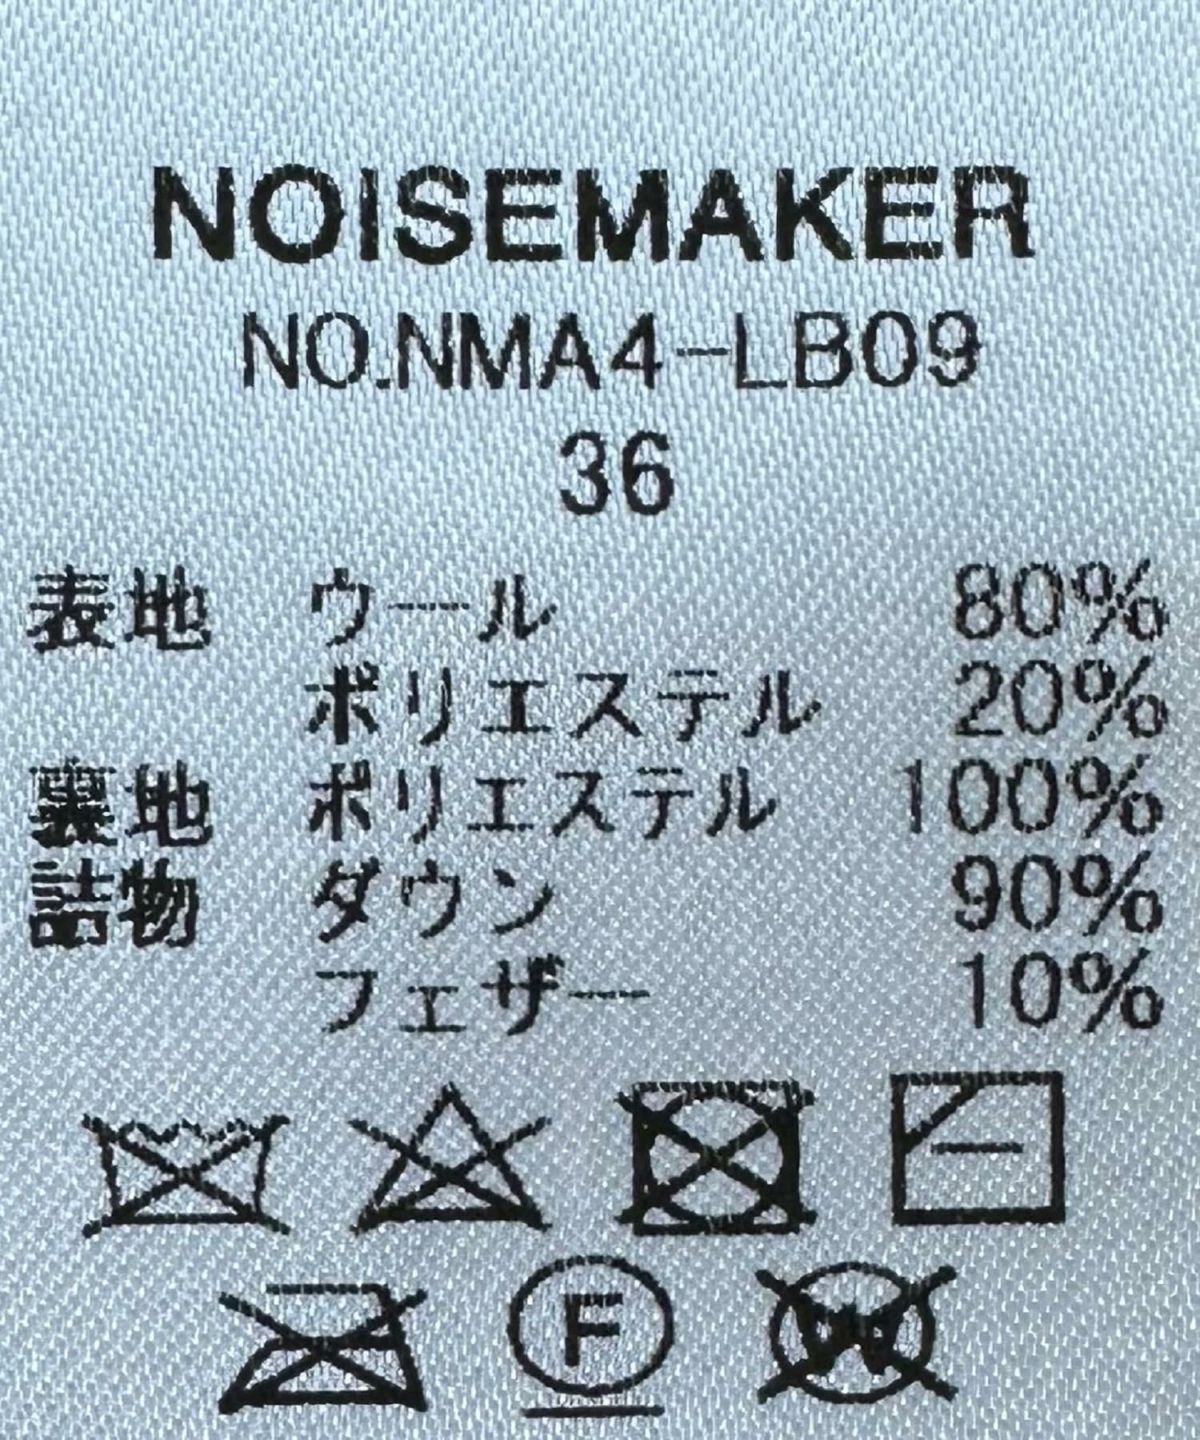 NOISEMAKER
NO.NMA4-LB09
36
表地 ウール 80%
ポリエステル 20%
裏地 ポリエステル 100%
詰物 ダウン 90%
フェザー 10%
F W